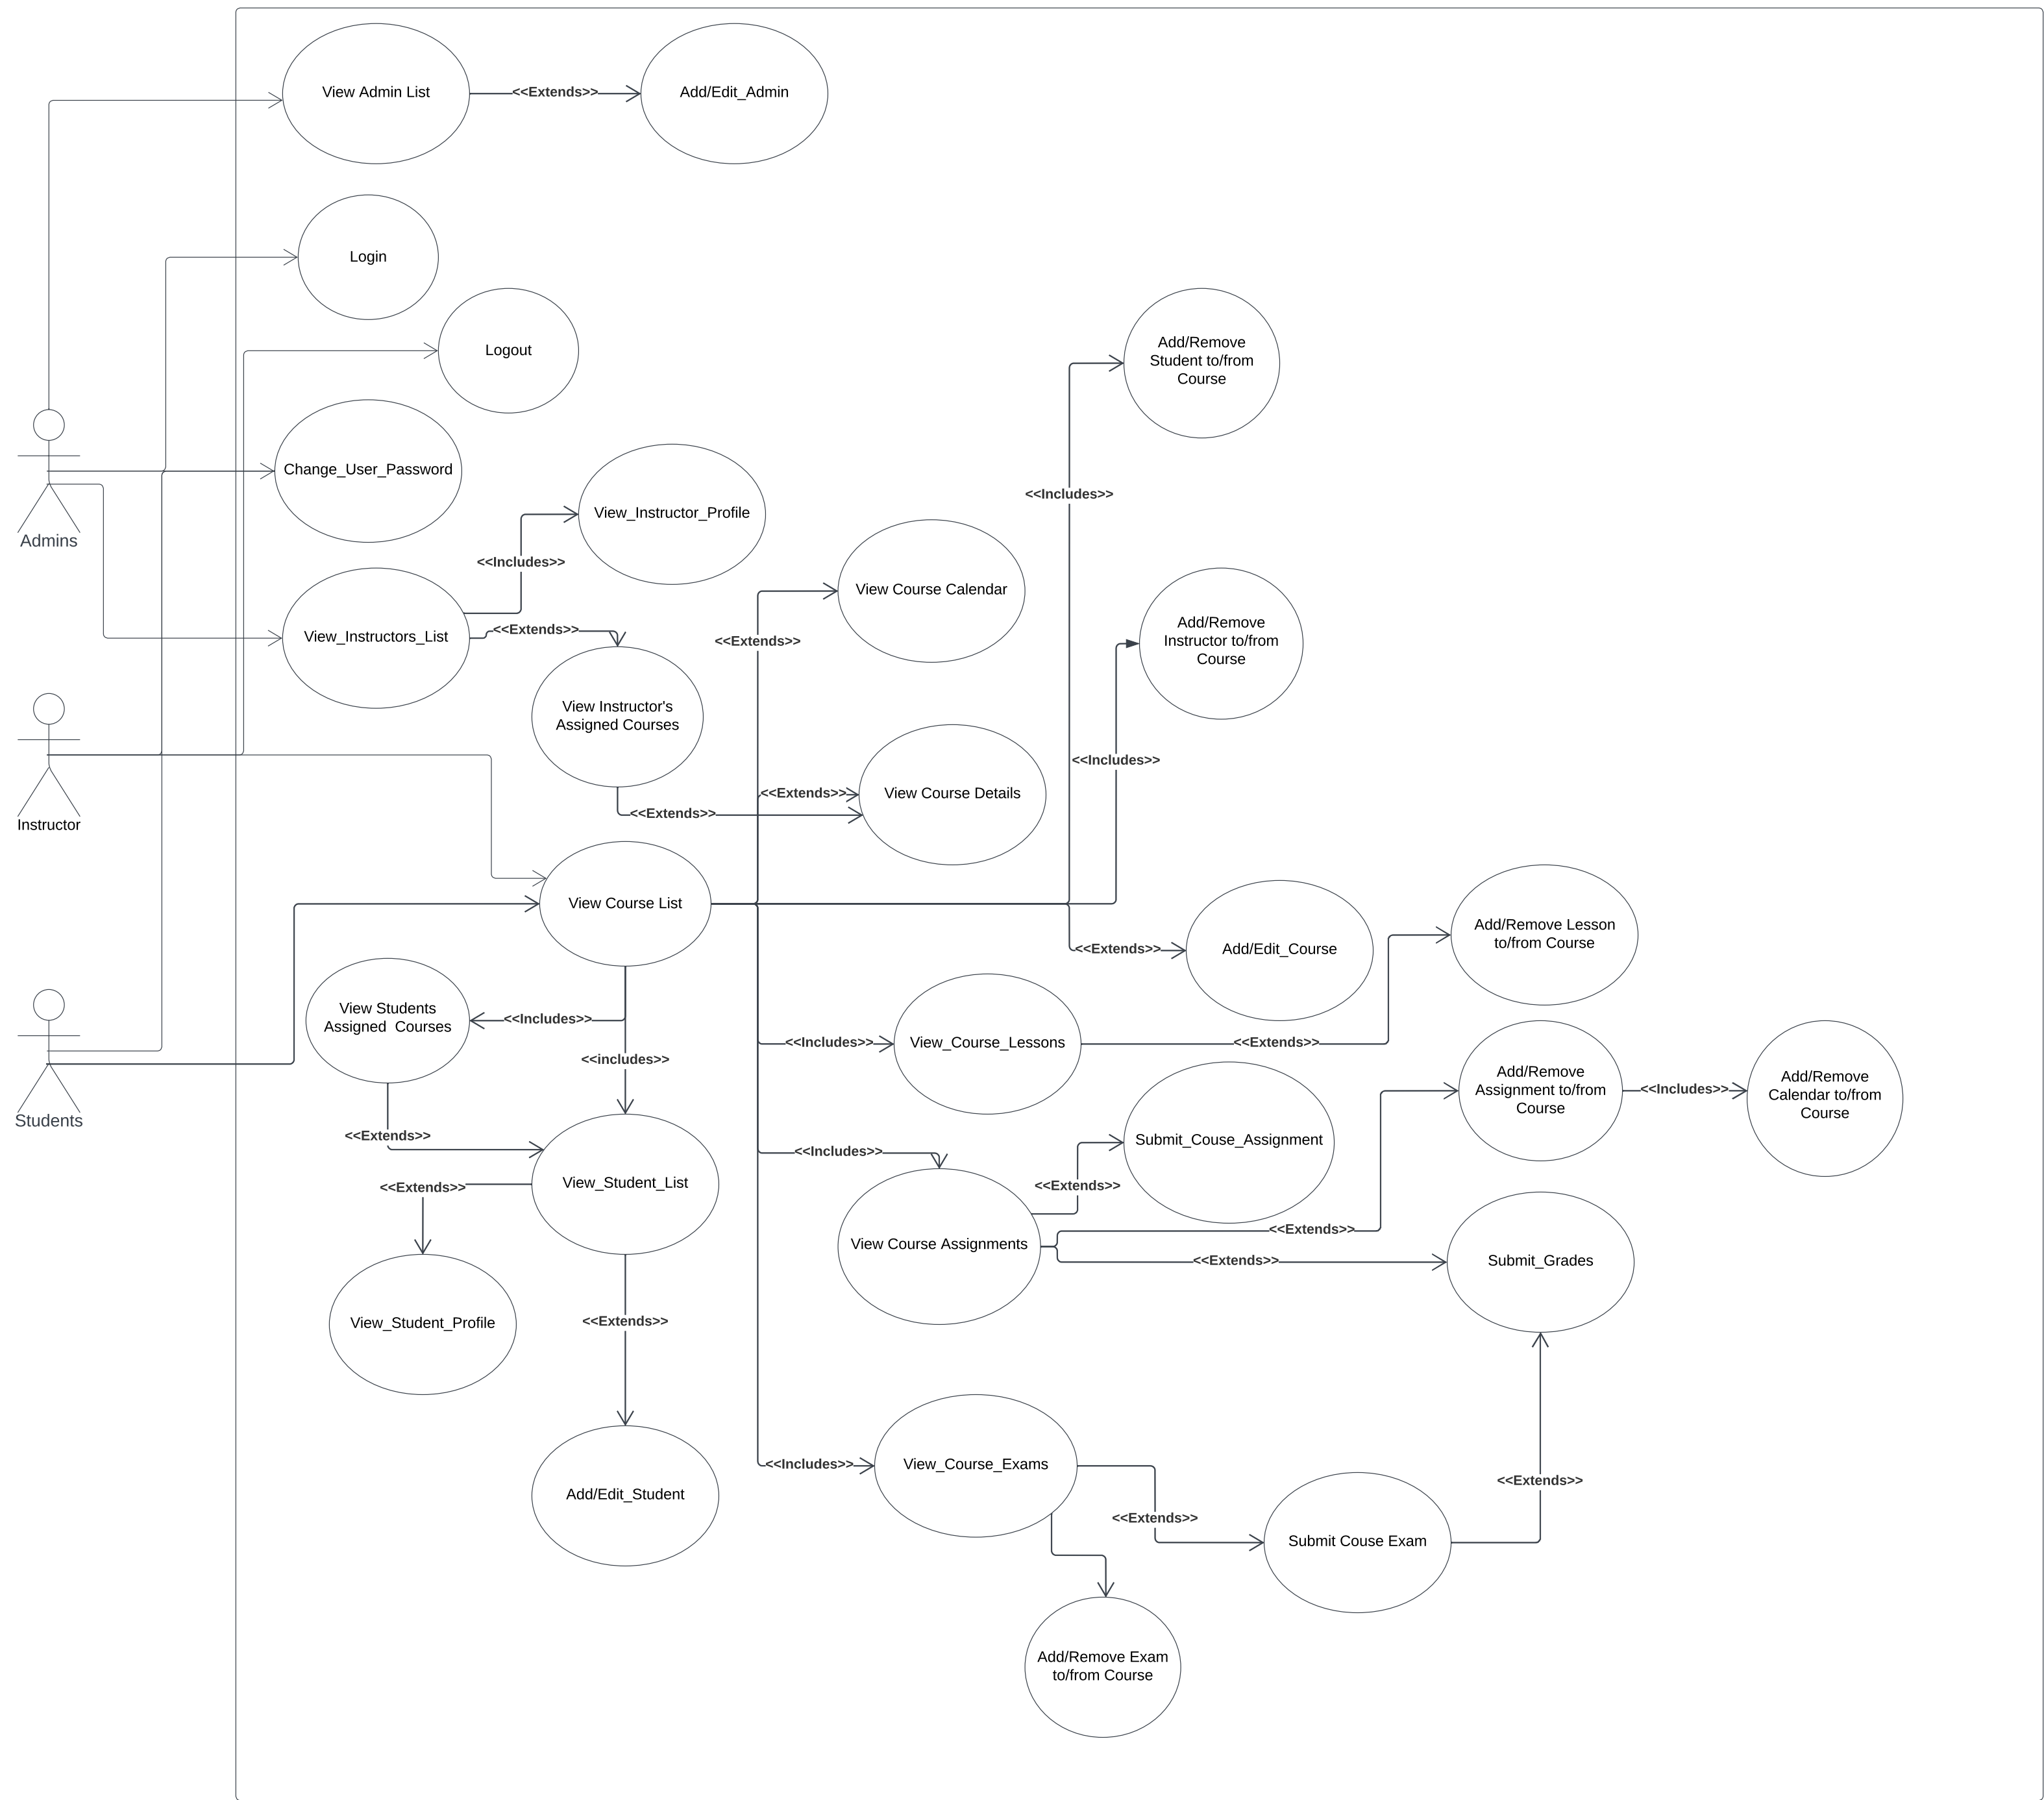 View Admin List
<<Extends>>
Add/Edit_Admin
Login
Logout
Add/Remove
Student to/from
Course
Change_User_Password
Admins
<<Includes>>
View_Instructor_Profile
<<Includes>>
View Course Calendar
View_Instructors_List
<<Extends>>
<<Extends>>
Add/Remove
Instructor to/from
Course
View Instructor's
Assigned Courses
<<Includes>>
<<Extends>>
<<Extends>>
View Course Details
Instructor
View Course List
<<Extends>>
Add/Edit_Course
Add/Remove Lesson
to/from Course
View Students
Assigned  Courses
<<Includes>>
<<includes>>
<<Includes>>
View_Course_Lessons
<<Extends>>
Students
Add/Remove
Assignment to/from
Course
<<Includes>>
Add/Remove
Calendar to/from
Course
<<Extends>>
<<Includes>>
Submit_Couse_Assignment
<<Extends>>
View_Student_List
<<Extends>>
View Course Assignments
<<Extends>>
<<Extends>>
Submit_Grades
View_Student_Profile
<<Extends>>
<<Includes>>
View_Course_Exams
<<Extends>>
Add/Edit_Student
<<Extends>>
Submit Couse Exam
Add/Remove Exam
to/from Course